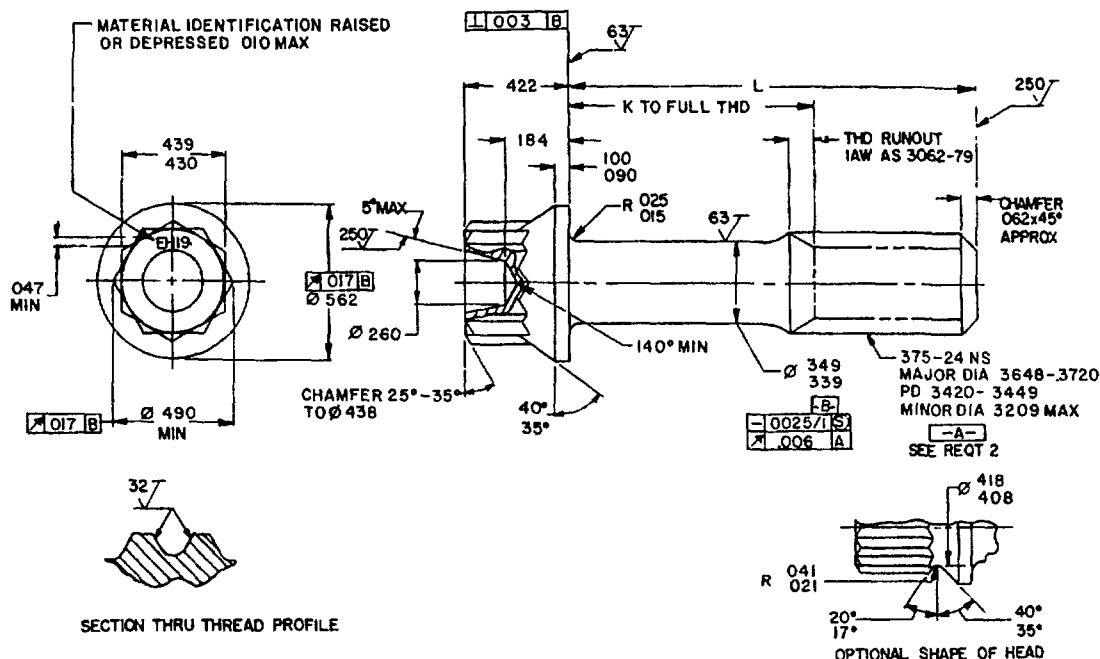 MATERIAL IDENTIFICATION RAISED
OR DEPRESSED 010 MAX
⊥ 003 B
63
422
L
250
K TO FULL THD
184
THD RUNOUT
IAW AS 3062-79
439
430
100
090
R 025
015
63
CHAMFER
.062x45°
APPROX
5° MAX
250
EH19
047
MIN
↗ 017 B
Ø 562
Ø 260
140° MIN
Ø 349
339
375-24 NS
MAJOR DIA 3648-.3720
PD 3420- 3449
MINOR DIA 3209 MAX
CHAMFER 25°-35°
TO Ø 438
40°
35°
-B-
— 0025/1 Ⓢ
↗ .006 A
-A-
SEE REQT 2
↗ 017 B
Ø 490
MIN
32
SECTION THRU THREAD PROFILE
Ø 418
408
R 041
021
20°
17°
40°
35°
OPTIONAL SHAPE OF HEAD